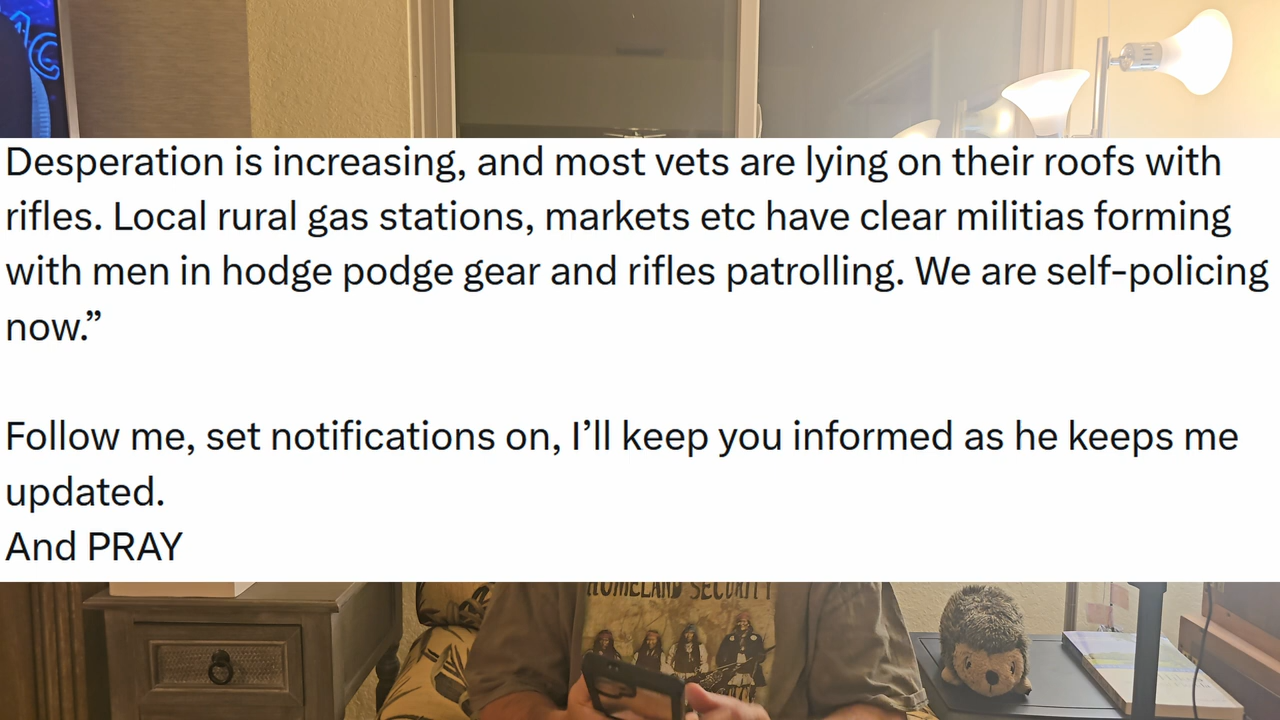 AC
Desperation is increasing, and most vets are lying on their roofs with
rifles. Local rural gas stations, markets etc have clear militias forming
with men in hodge podge gear and rifles patrolling. We are self-policing
now.”
Follow me, set notifications on, I’ll keep you informed as he keeps me
updated.
And PRAY
HOMELAND SECURITY